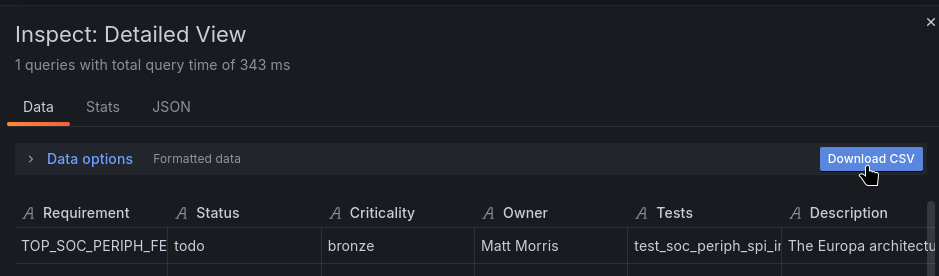 Inspect: Detailed View
1 queries with total query time of 343 ms
Data Stats JSON
Data options Formatted data Download CSV
Requirement Status Criticality Owner Tests Description
TOP_SOC_PERIPH_FE todo bronze Matt Morris test_soc_periph_spi_ir The Europa architectu